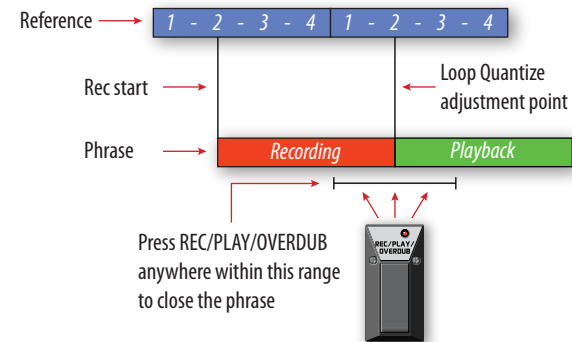 Reference
1 - 2 - 3 - 4 1 - 2 - 3 - 4
Rec start
Loop Quantize
adjustment point
Phrase
Recording
Playback
Press REC/PLAY/OVERDUB
anywhere within this range
to close the phrase
REC/PLAY/
OVERDUB